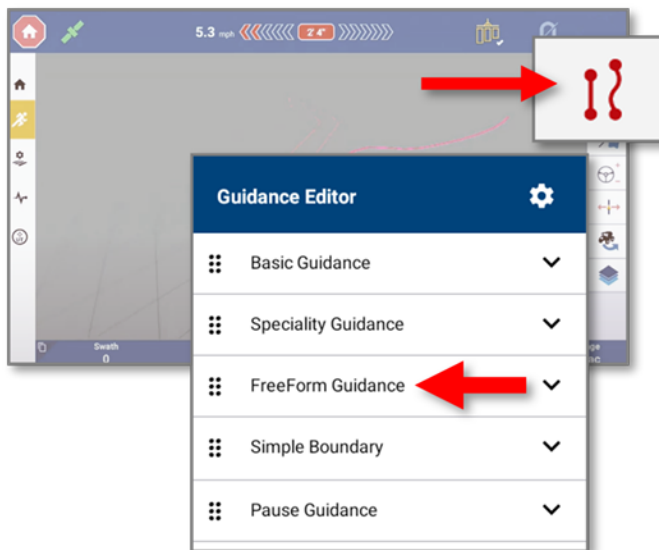 5.3 mph 2' 4"
Guidance Editor
Basic Guidance
Speciality Guidance
FreeForm Guidance
Simple Boundary
Pause Guidance
Swath
0